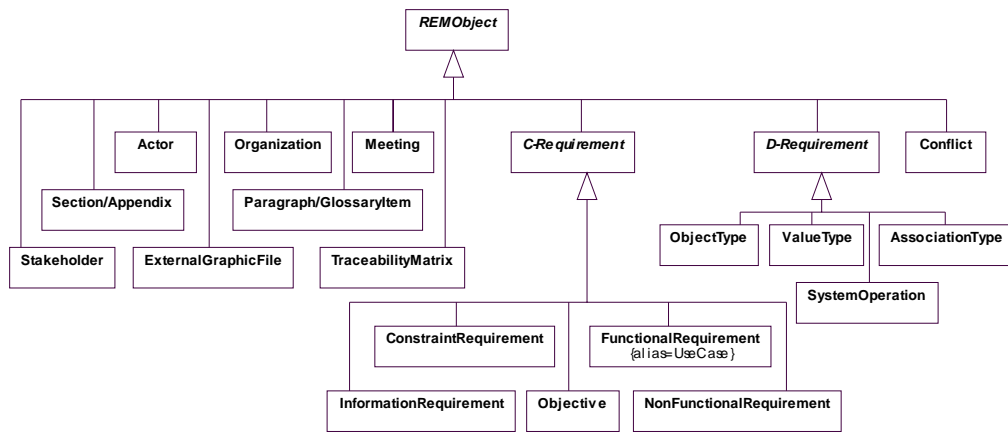 REMObject
Actor
Organization
Meeting
C-Requirement
D-Requirement
Conflict
Section/Appendix
Paragraph/GlossaryItem
ObjectType
ValueType
AssociationType
Stakeholder
ExternalGraphicFile
TraceabilityMatrix
SystemOperation
ConstraintRequirement
FunctionalRequirement
{alias=UseCase}
InformationRequirement
Objective
NonFunctionalRequirement